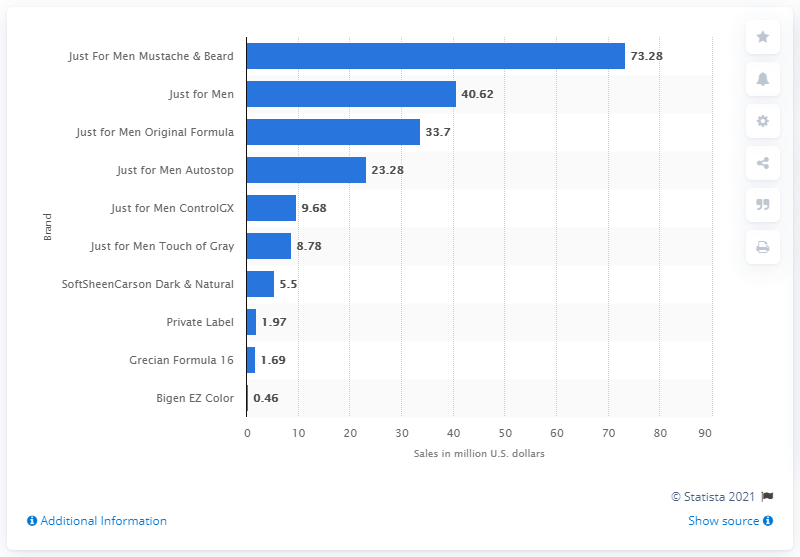 Just For Men Mustache & Beard 73.28
Just for Men 40.62
Just for Men Original Formula 33.7
Just for Men Autostop 23.28
Just for Men ControlGX 9.68
Just for Men Touch of Gray 8.78
SoftSheenCarson Dark & Natural 5.5
Private Label 1.97
Grecian Formula 16 1.69
Bigen EZ Color 0.46
Brand
0 10 20 30 40 50 60 70 80 90
Sales in million U.S. dollars
© Statista 2021
Additional Information
Show source